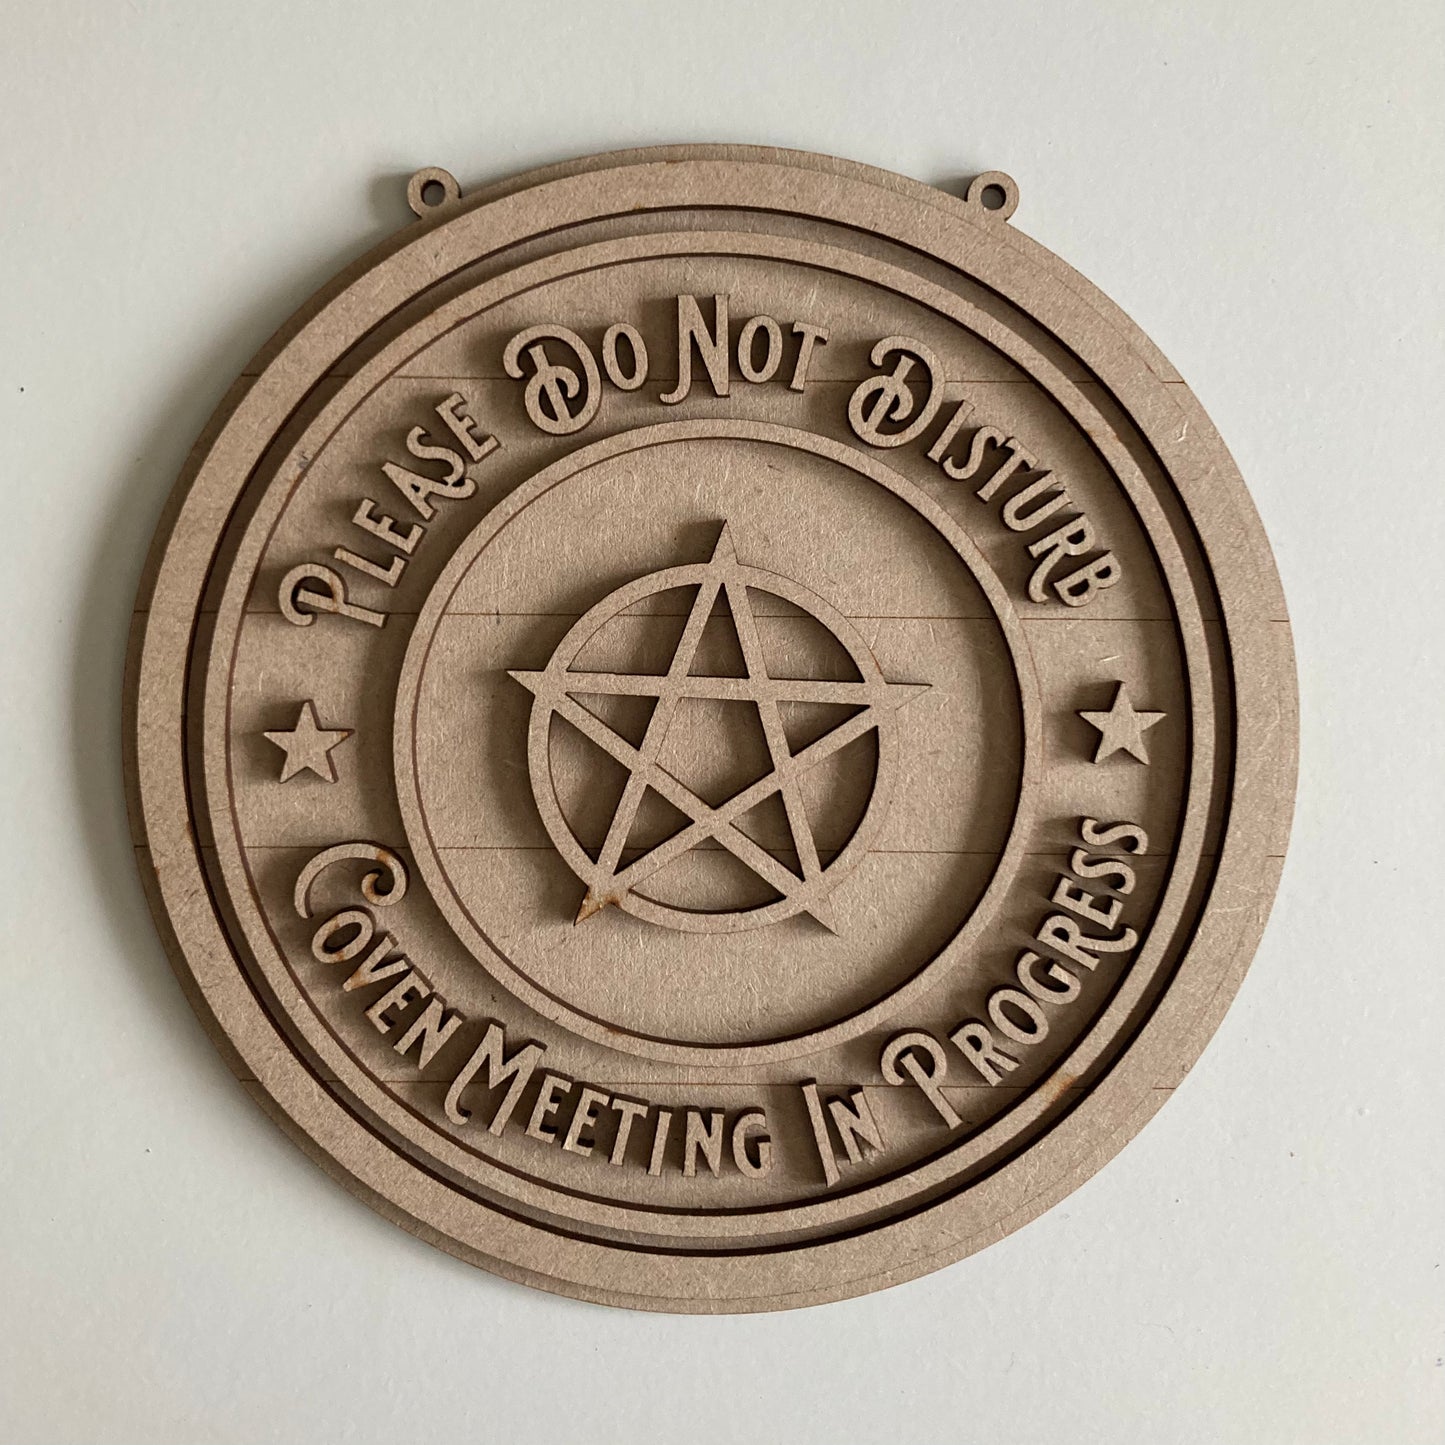 Please Do Not Disturb
Coven Meeting In Progress